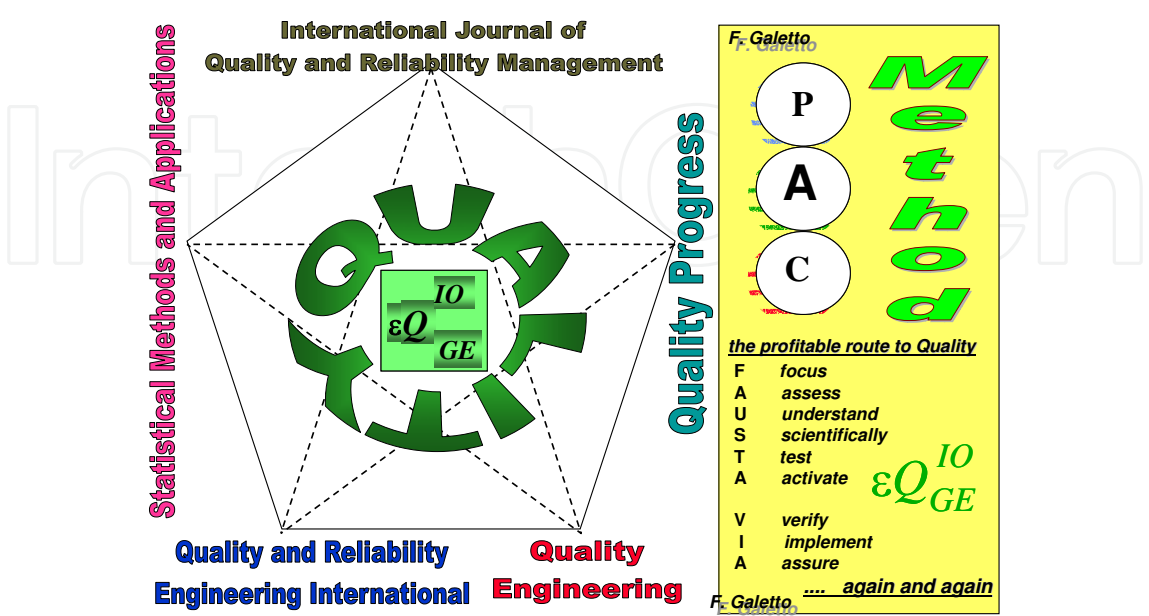 International Journal of
Quality and Reliability Management
Statistical Methods and Applications
Quality Progress
QUALITY
εQ IO GE
Quality and Reliability
Engineering International
Quality
Engineering
F. Galetto
P
A
C
Method
the profitable route to Quality
F focus
A assess
U understand
S scientifically
T test
A activate
εQ IO GE
V verify
I implement
A assure
.... again and again
F. Galetto